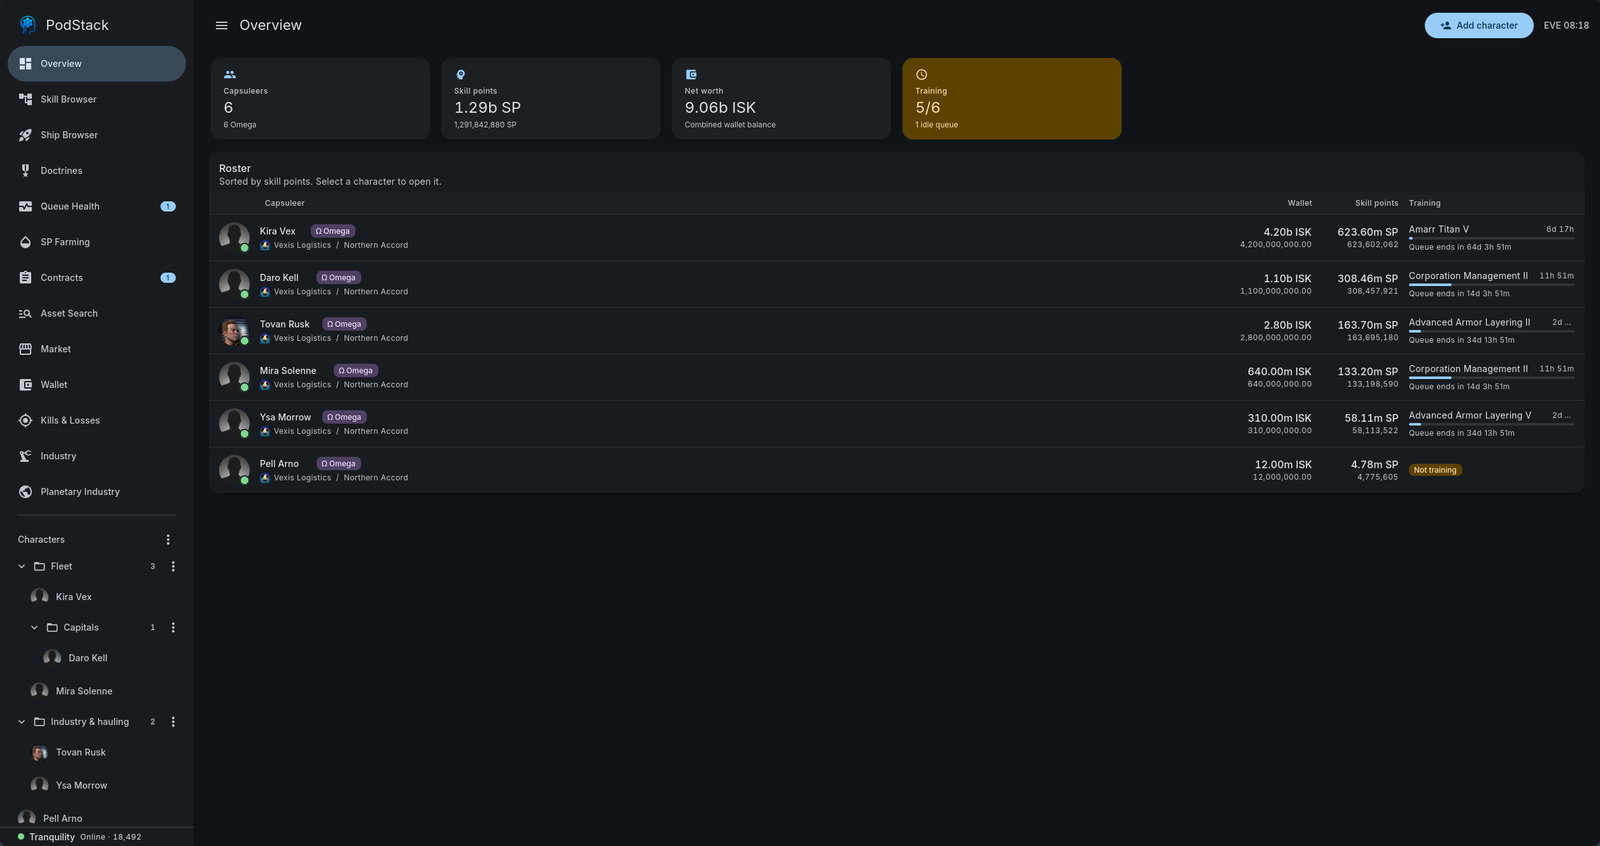 PodStack
Overview
Skill Browser
Ship Browser
Doctrines
Queue Health 1
SP Farming
Contracts 1
Asset Search
Market
Wallet
Kills & Losses
Industry
Planetary Industry
Characters
Fleet 3
Kira Vex
Capitals 1
Daro Kell
Mira Solenne
Industry & hauling 2
Tovan Rusk
Ysa Morrow
Pell Arno
Tranquility Online · 18,492
Overview
Add character
EVE 08:18
Capsuleers
6
6 Omega
Skill points
1.29b SP
1,291,842,880 SP
Net worth
9.06b ISK
Combined wallet balance
Training
5/6
1 idle queue
Roster
Sorted by skill points. Select a character to open it.
Capsuleer Wallet Skill points Training
Kira Vex Ω Omega 4.20b ISK 623.60m SP Amarr Titan V 6d 17h
Vexis Logistics / Northern Accord 4,200,000,000.00 623,602,062 Queue ends in 64d 3h 51m
Daro Kell Ω Omega 1.10b ISK 308.46m SP Corporation Management II 11h 51m
Vexis Logistics / Northern Accord 1,100,000,000.00 308,457,921 Queue ends in 14d 3h 51m
Tovan Rusk Ω Omega 2.80b ISK 163.70m SP Advanced Armor Layering II 2d ...
Vexis Logistics / Northern Accord 2,800,000,000.00 163,695,180 Queue ends in 34d 13h 51m
Mira Solenne Ω Omega 640.00m ISK 133.20m SP Corporation Management II 11h 51m
Vexis Logistics / Northern Accord 640,000,000.00 133,198,590 Queue ends in 14d 3h 51m
Ysa Morrow Ω Omega 310.00m ISK 58.11m SP Advanced Armor Layering V 2d ...
Vexis Logistics / Northern Accord 310,000,000.00 58,113,522 Queue ends in 34d 13h 51m
Pell Arno Ω Omega 12.00m ISK 4.78m SP Not training
Vexis Logistics / Northern Accord 12,000,000.00 4,775,605